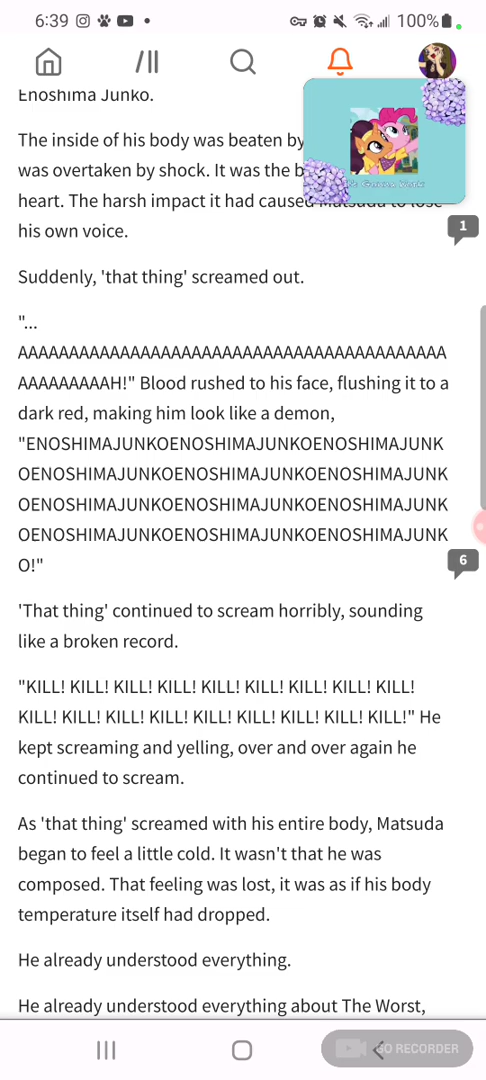 6:39
100%
Enoshima Junko.
The inside of his body was beaten by
was overtaken by shock. It was the b
heart. The harsh impact it had caused Matsuda to lose
his own voice.
1
Suddenly, 'that thing' screamed out.
"...
AAAAAAAAAAAAAAAAAAAAAAAAAAAAAAAAAAAAAAAAAA
AAAAAAAAAH!" Blood rushed to his face, flushing it to a
dark red, making him look like a demon,
"ENOSHIMAJUNKOENOSHIMAJUNKOENOSHIMAJUNK
OENOSHIMAJUNKOENOSHIMAJUNKOENOSHIMAJUNK
OENOSHIMAJUNKOENOSHIMAJUNKOENOSHIMAJUNK
OENOSHIMAJUNKOENOSHIMAJUNKOENOSHIMAJUNK
O!"
6
'That thing' continued to scream horribly, sounding
like a broken record.
"KILL! KILL! KILL! KILL! KILL! KILL! KILL! KILL! KILL!
KILL! KILL! KILL! KILL! KILL! KILL! KILL! KILL! KILL!" He
kept screaming and yelling, over and over again he
continued to scream.
As 'that thing' screamed with his entire body, Matsuda
began to feel a little cold. It wasn't that he was
composed. That feeling was lost, it was as if his body
temperature itself had dropped.
He already understood everything.
He already understood everything about The Worst,
GO RECORDER